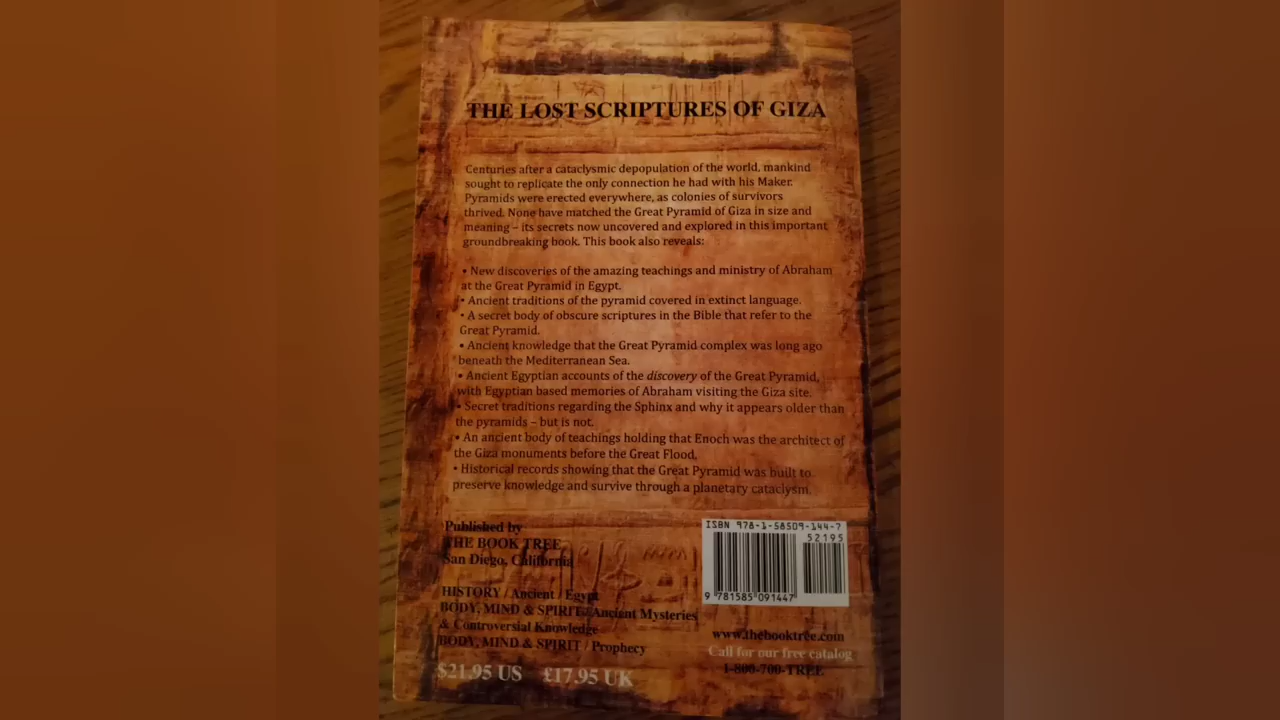 THE LOST SCRIPTURES OF GIZA
Centuries after a cataclysmic depopulation of the world, mankind
sought to replicate the only connection he had with his Maker.
Pyramids were erected everywhere, as colonies of survivors
thrived. None have matched the Great Pyramid of Giza in size and
meaning – its secrets now uncovered and explored in this important
groundbreaking book. This book also reveals:
• New discoveries of the amazing teachings and ministry of Abraham
at the Great Pyramid in Egypt.
• Ancient traditions of the pyramid covered in extinct language.
• A secret body of obscure scriptures in the Bible that refer to the
Great Pyramid.
• Ancient knowledge that the Great Pyramid complex was long ago
beneath the Mediterranean Sea.
• Ancient Egyptian accounts of the discovery of the Great Pyramid,
with Egyptian based memories of Abraham visiting the Giza site.
• Secret traditions regarding the Sphinx and why it appears older than
the pyramids – but is not.
• An ancient body of teachings holding that Enoch was the architect of
the Giza monuments before the Great Flood.
• Historical records showing that the Great Pyramid was built to
preserve knowledge and survive through a planetary cataclysm.
Published by
THE BOOK TREE
San Diego, California
HISTORY / Ancient / Egypt
BODY, MIND & SPIRIT / Ancient Mysteries
& Controversial Knowledge
BODY, MIND & SPIRIT / Prophecy
$21.95 US £17.95 UK
ISBN 978-1-58509-144-7
52195
9 781585 091447
www.thebooktree.com
Call for our free catalog
1-800-700-TREE